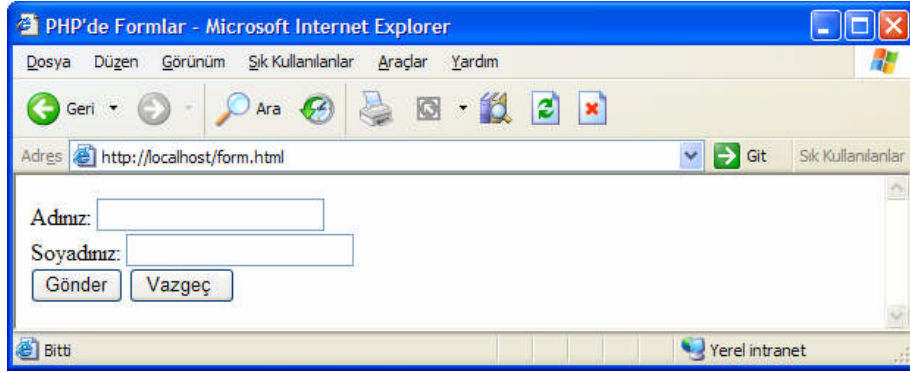 PHP'de Formlar - Microsoft Internet Explorer
Dosya Düzen Görünüm Sık Kullanılanlar Araçlar Yardım
Geri Ara
Adres http://localhost/form.html Git Sık Kullanılanlar
Adınız:
Soyadınız:
Gönder Vazgeç
Bitti Yerel intranet